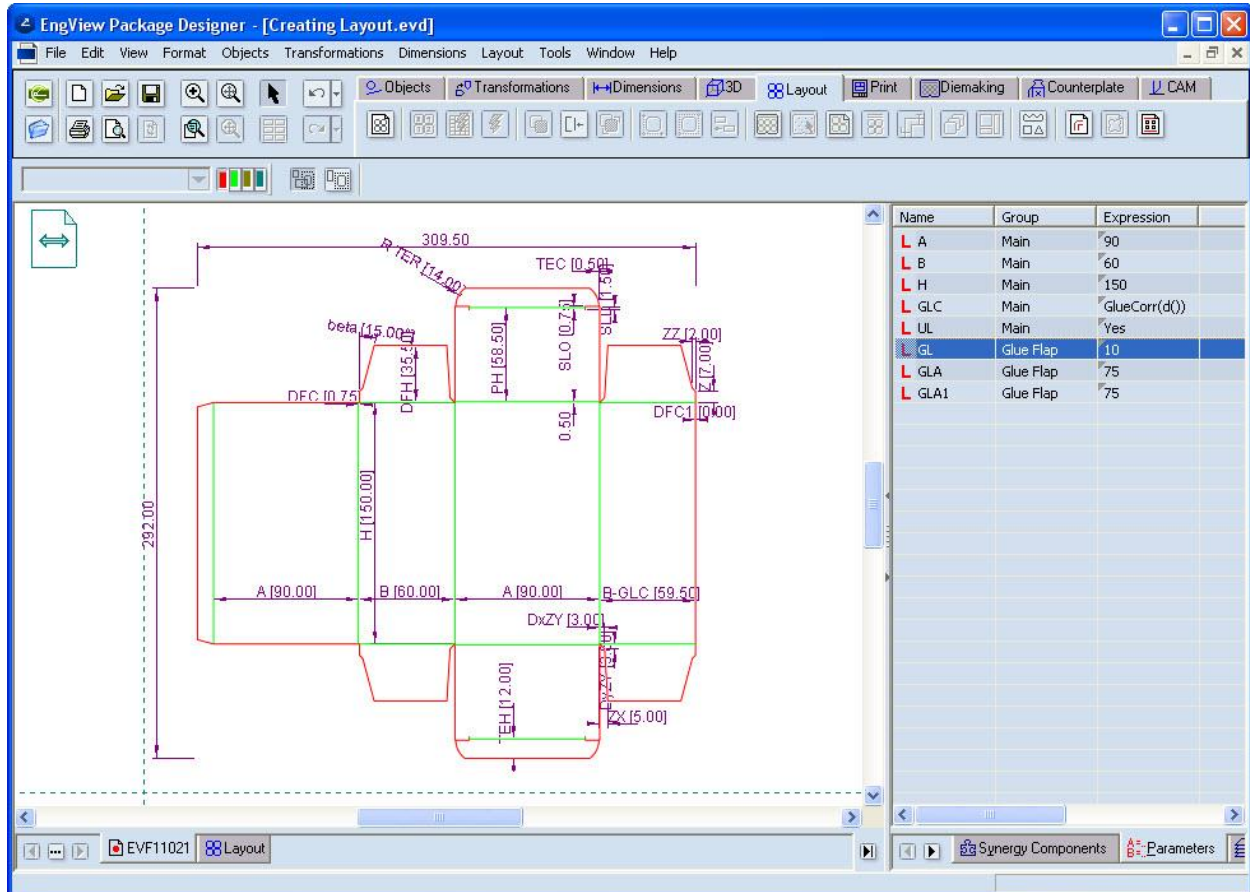 EngView Package Designer - [Creating Layout.evd]
File Edit View Format Objects Transformations Dimensions Layout Tools Window Help
Objects Transformations Dimensions 3D Layout Print Diemaking Counterplate CAM
Name Group Expression
L A Main 90
L B Main 60
L H Main 150
L GLC Main GlueCorr(d())
L UL Main Yes
L GL Glue Flap 10
L GLA Glue Flap 75
L GLA1 Glue Flap 75
309.50
R TER [14.00]
TEC [0.50]
[1.50]
beta [15.00]
DFH [35.50]
PH [58.50]
SLO [0.75]
ZZ [2.00]
Z [7.00]
DFC [0.75]
0.50
DFC1 [0.00]
292.00
H [150.00]
A [90.00] B [60.00] A [90.00] B-GLC [59.50]
DxZY [3.00]
TEH [12.00]
ZX [5.00]
EVF11021 Layout
Synergy Components Parameters